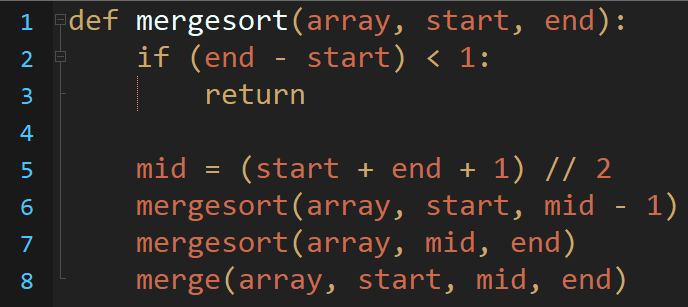 1 def mergesort(array, start, end):
2     if (end - start) < 1:
3         return
4
5     mid = (start + end + 1) // 2
6     mergesort(array, start, mid - 1)
7     mergesort(array, mid, end)
8     merge(array, start, mid, end)